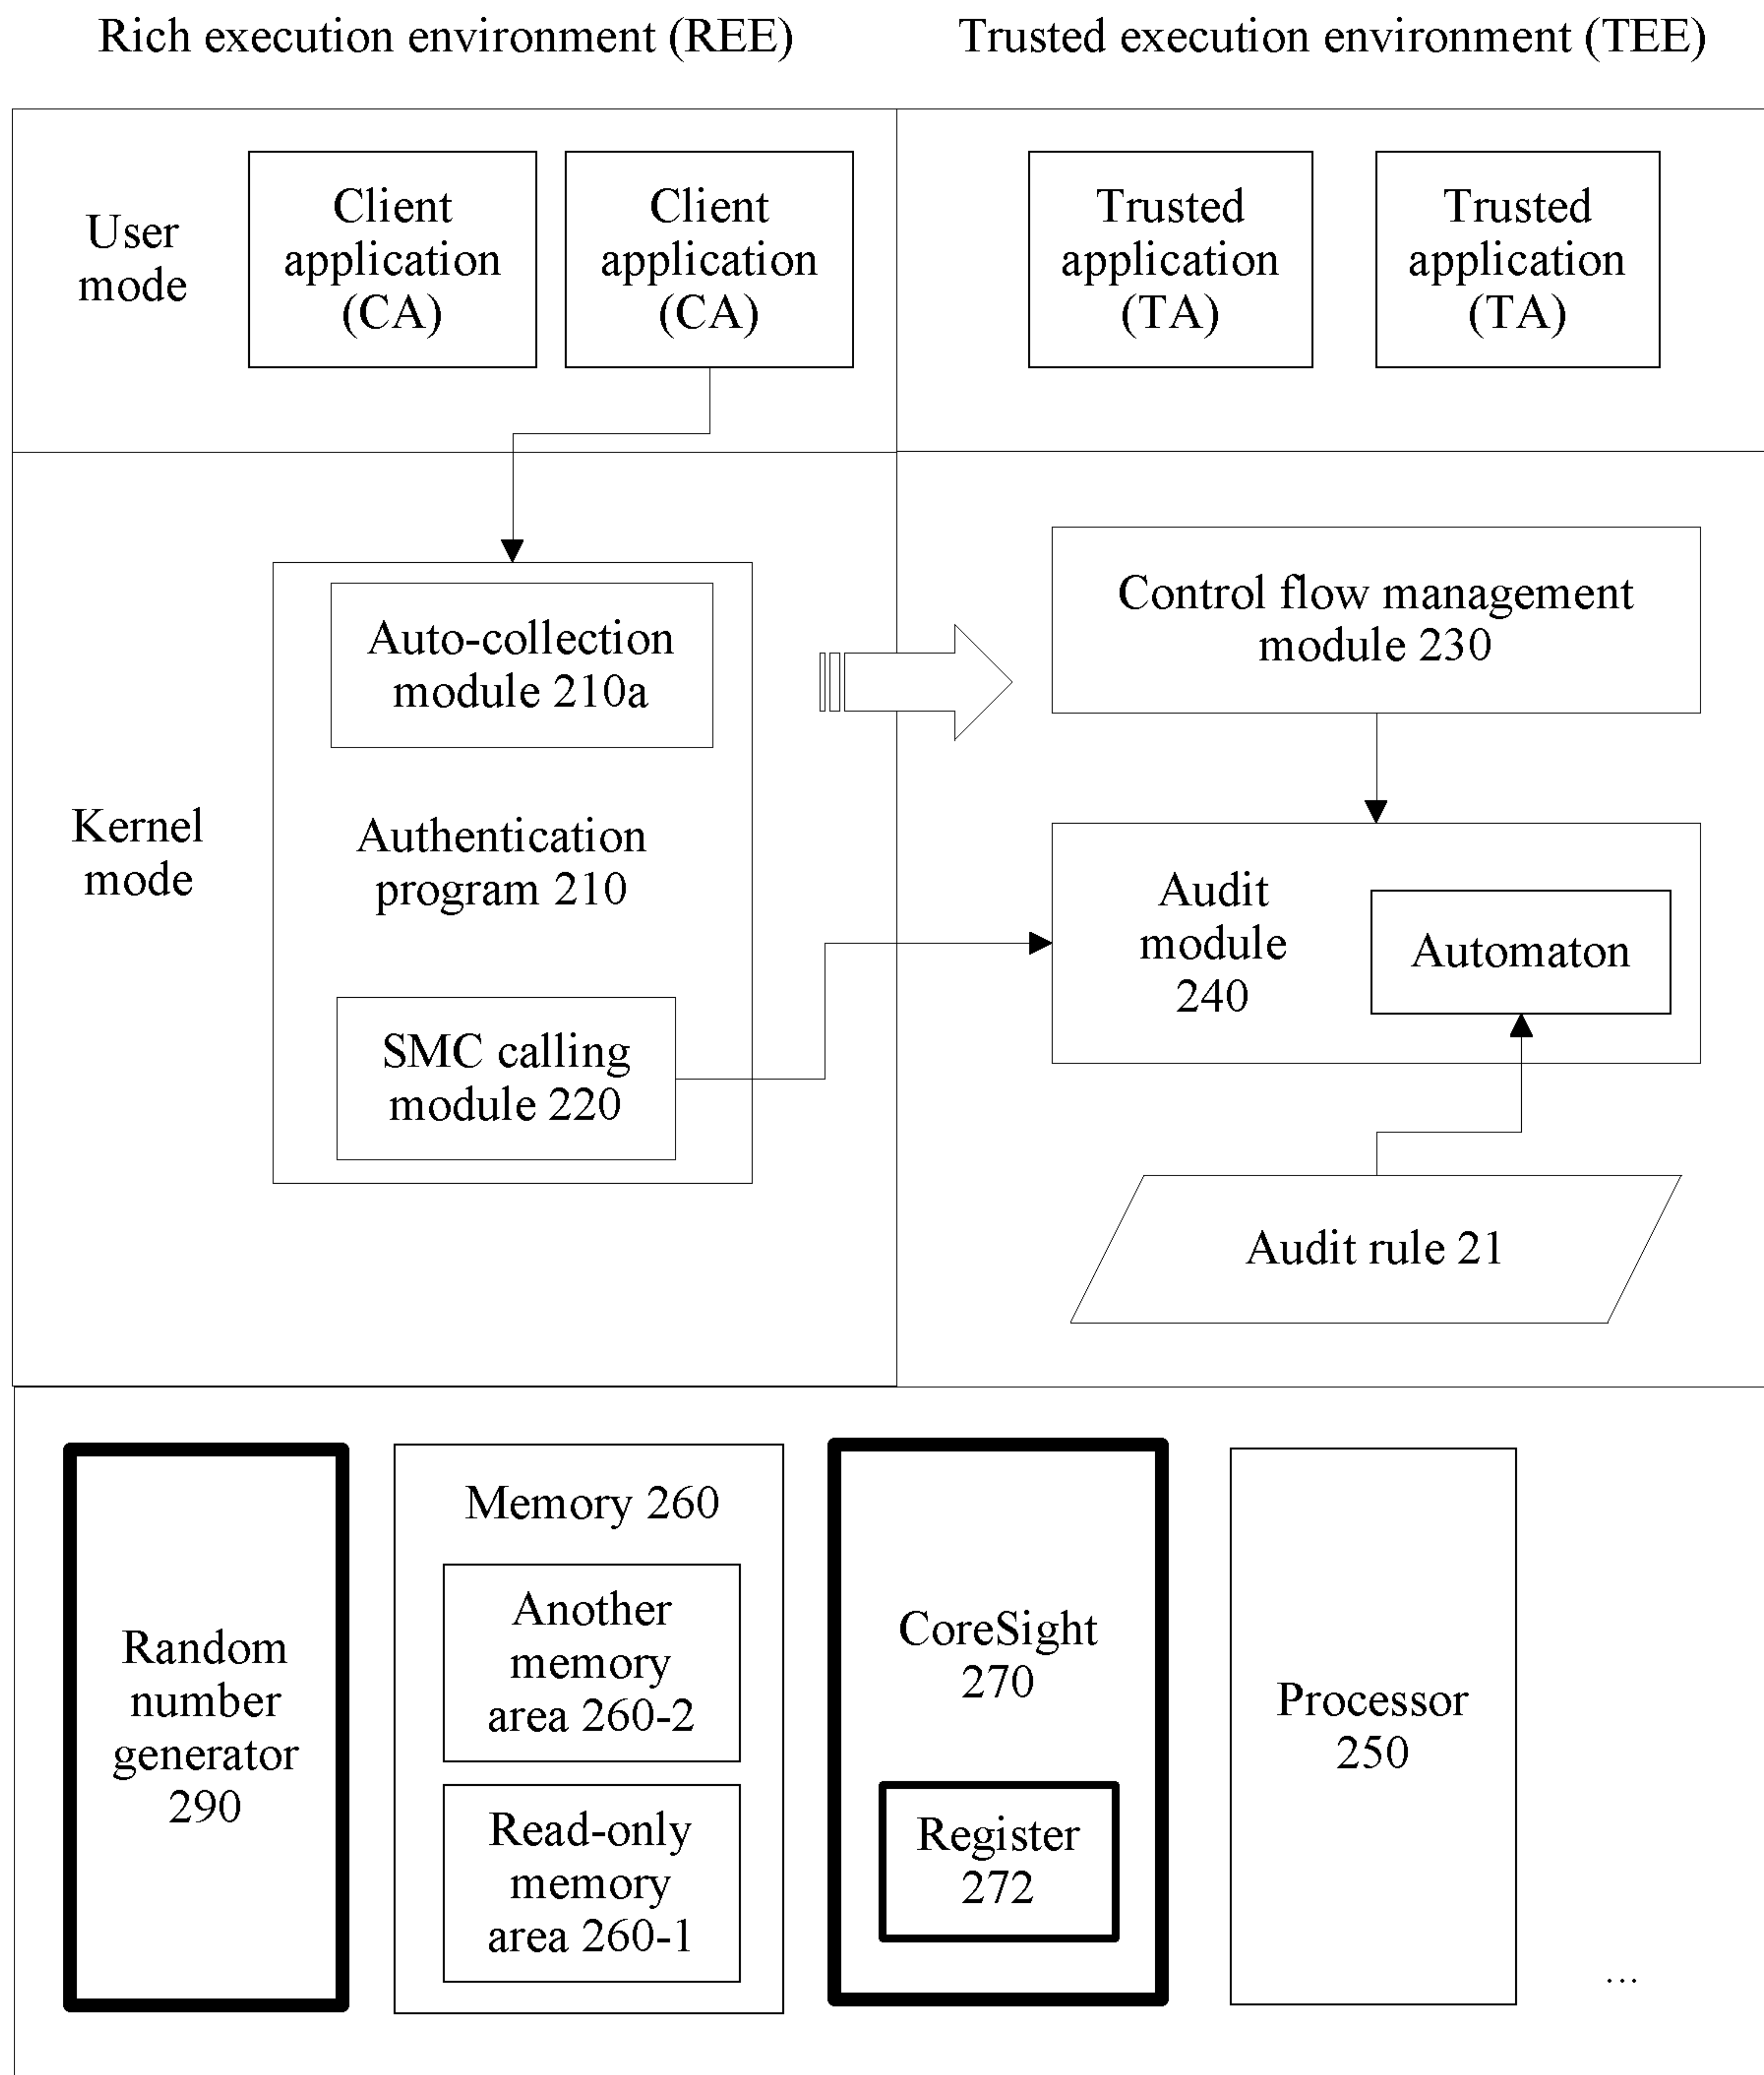 Rich execution environment (REE)
Trusted execution environment (TEE)
User
mode
Client
application
(CA)
Client
application
(CA)
Trusted
application
(TA)
Trusted
application
(TA)
Kernel
mode
Auto-collection
module 210a
Authentication
program 210
SMC calling
module 220
Control flow management
module 230
Audit
module
240
Automaton
Audit rule 21
Random
number
generator
290
Memory 260
Another
memory
area 260-2
Read-only
memory
area 260-1
CoreSight
270
Register
272
Processor
250
...